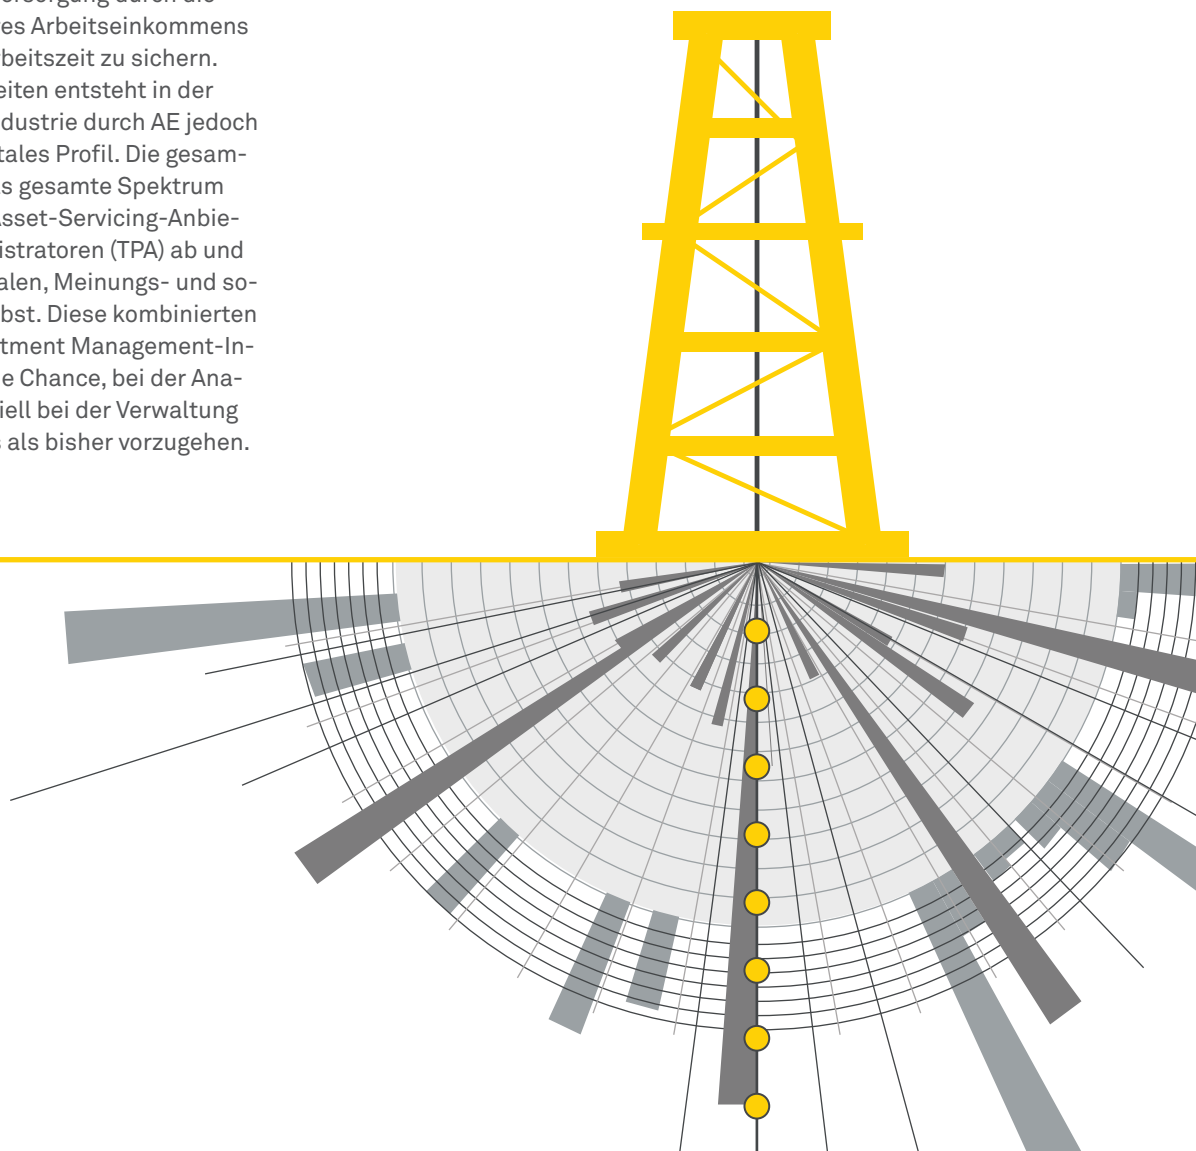 res Arbeitseinkommens
beitszeit zu sichern.
eiten entsteht in der
dustrie durch AE jedoch
tales Profil. Die gesam-
s gesamte Spektrum
Asset-Servicing-Anbie-
istratoren (TPA) ab und
alen, Meinungs- und so-
bst. Diese kombinierten
tment Management-In-
e Chance, bei der Ana-
iell bei der Verwaltung
s als bisher vorzugehen.